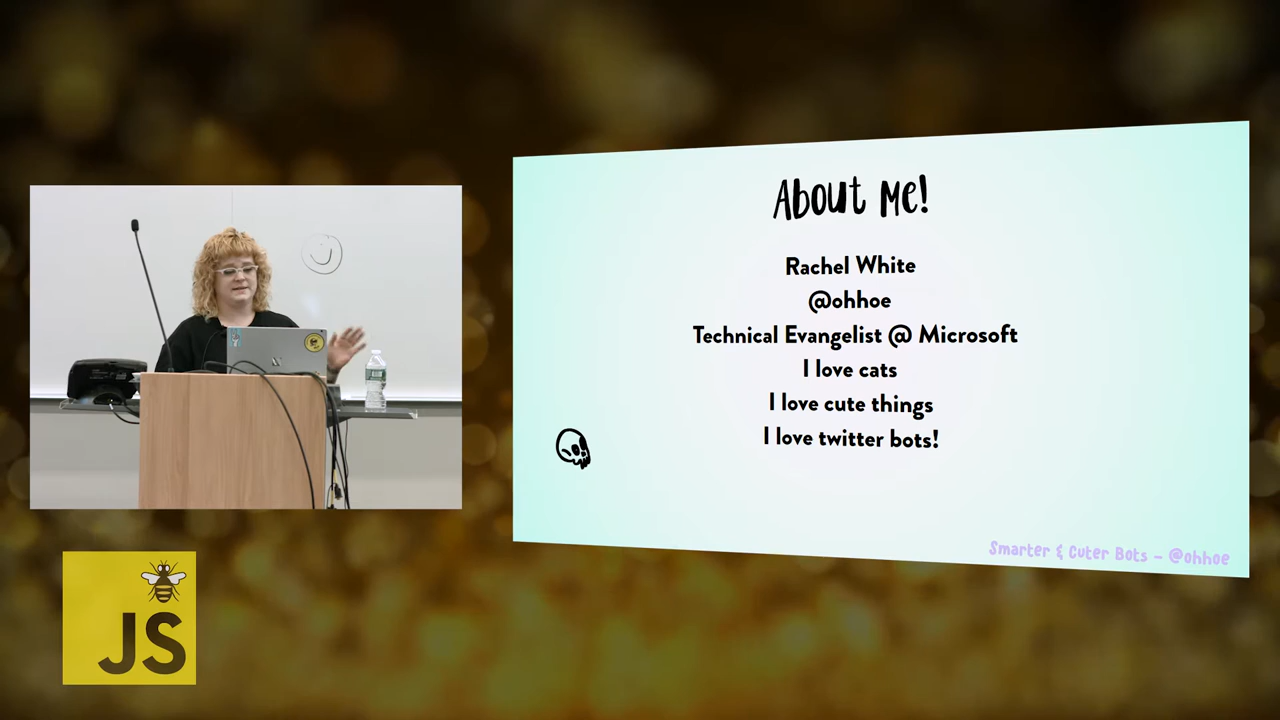 About Me!
Rachel White
@ohhoe
Technical Evangelist @ Microsoft
I love cats
I love cute things
I love twitter bots!
Smarter & Cuter Bots - @ohhoe
JS